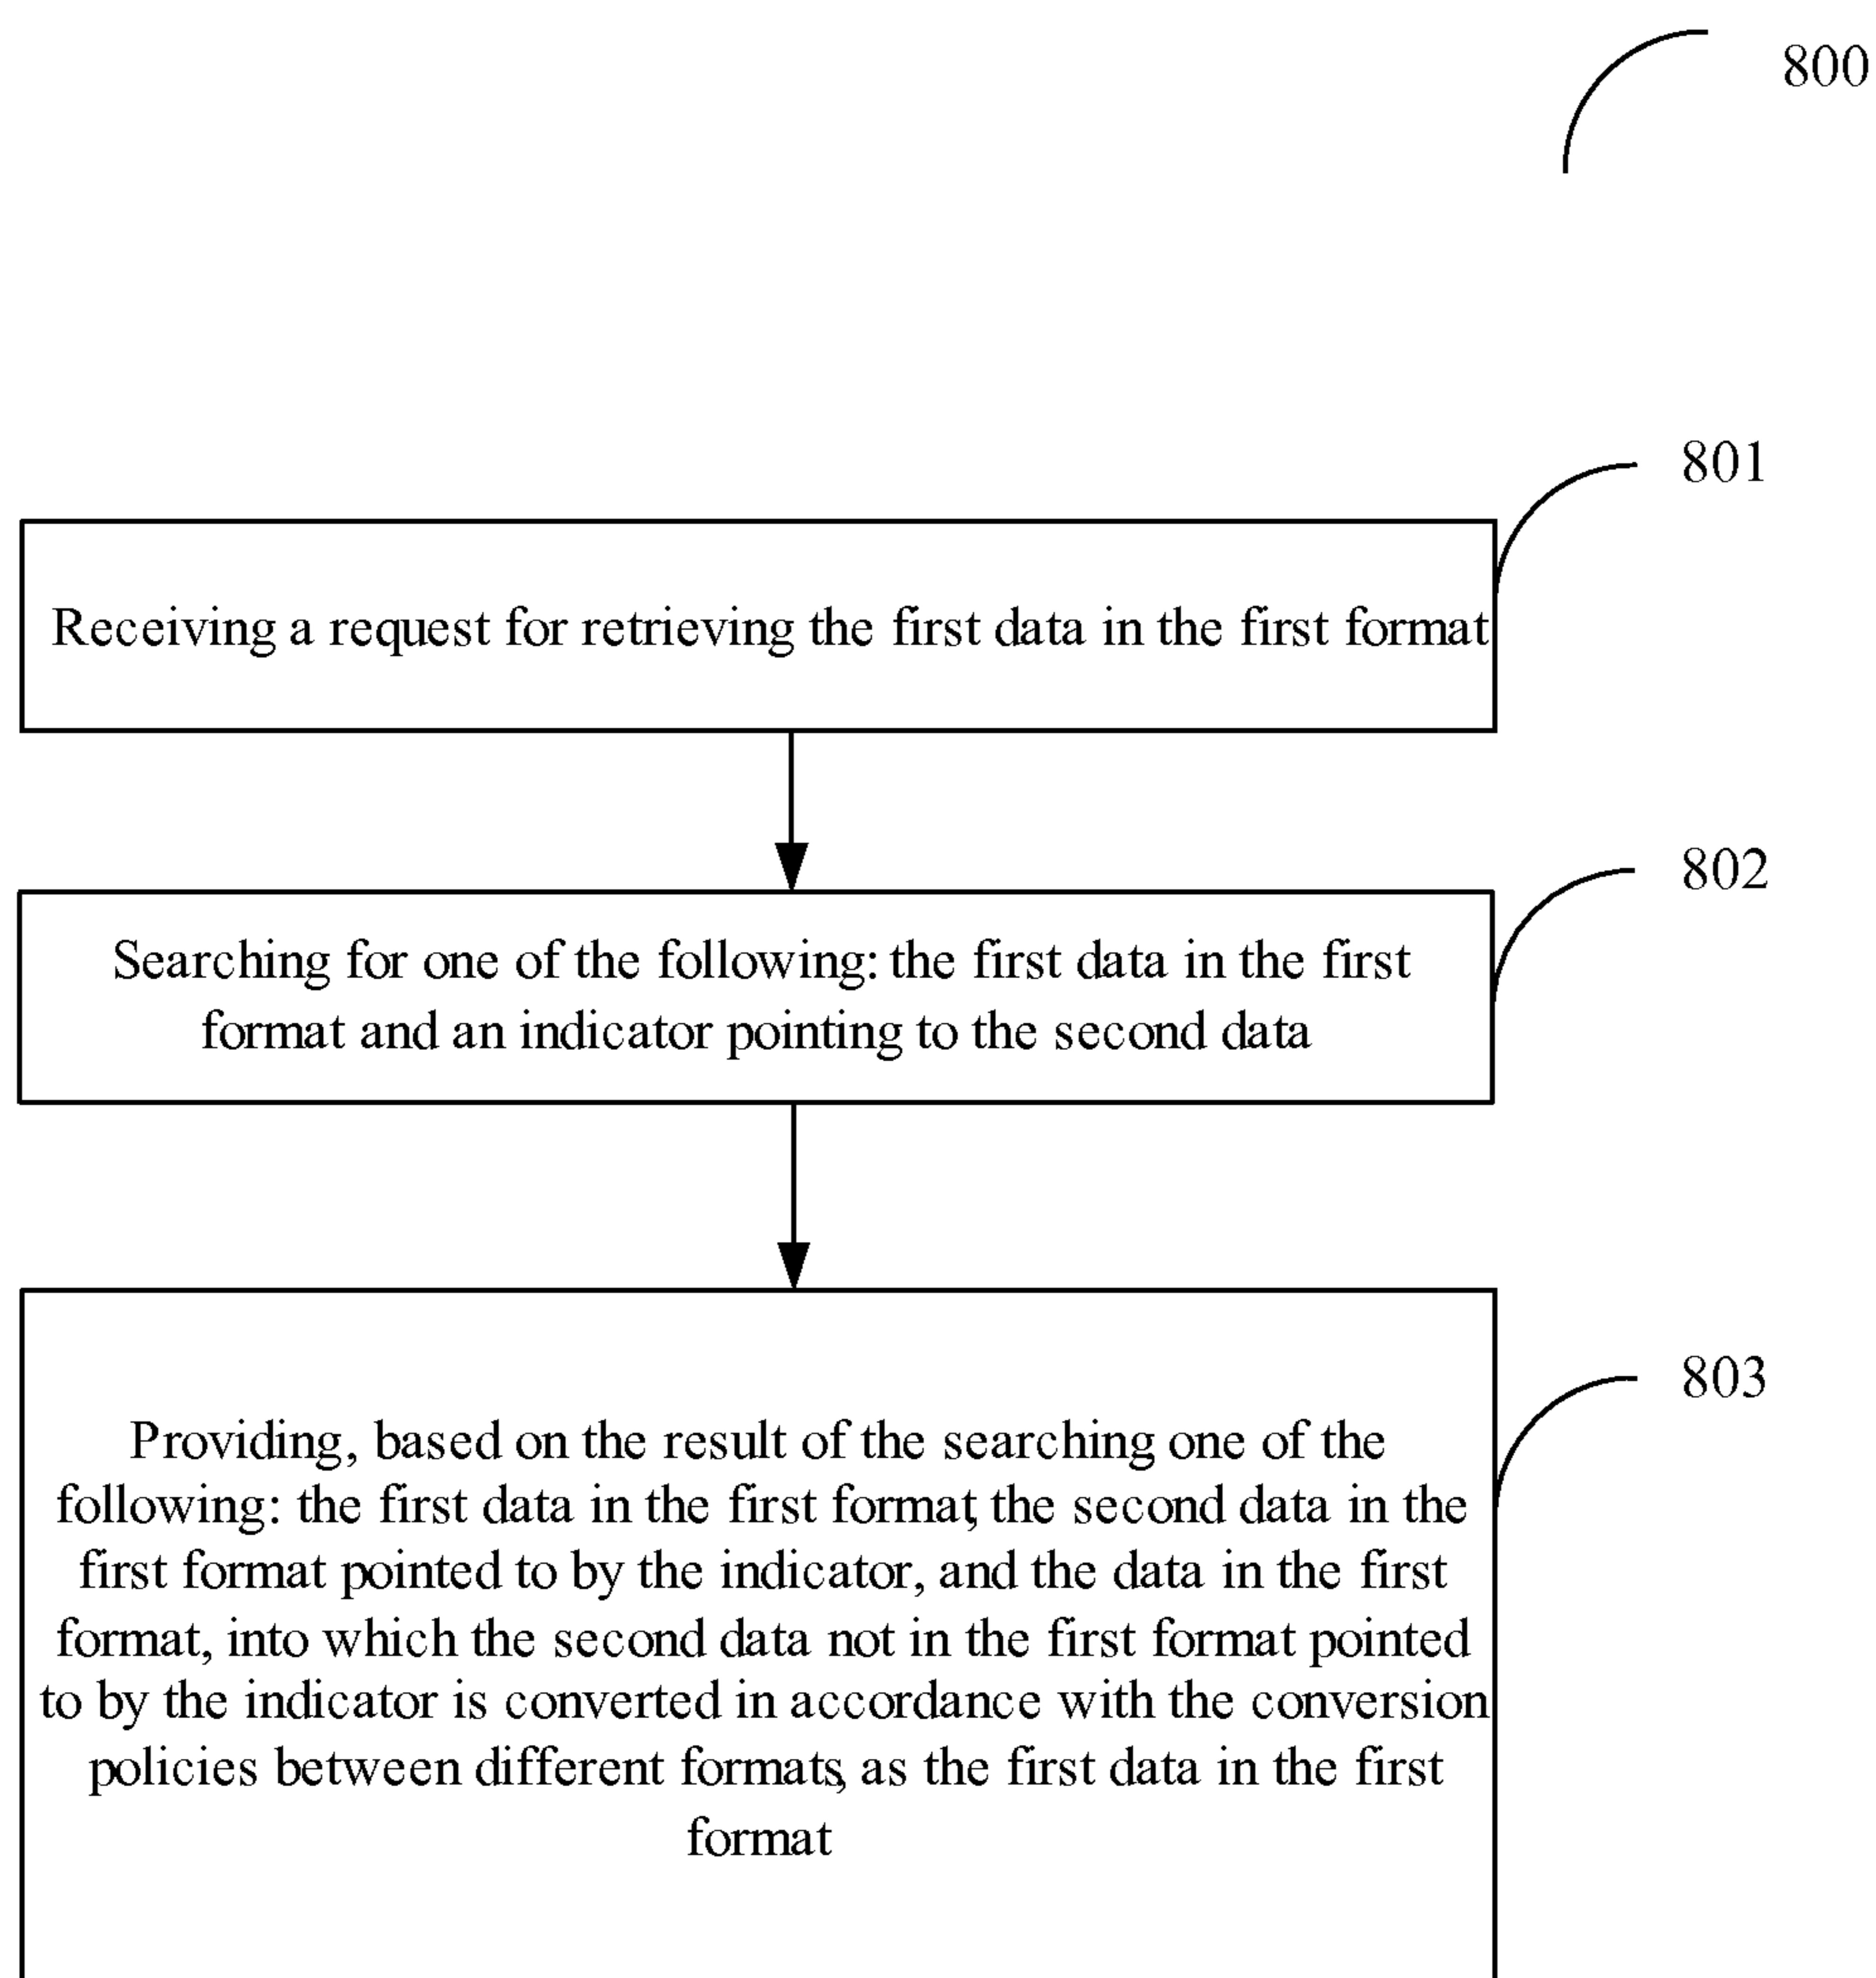 800
801
Receiving a request for retrieving the first data in the first format
802
Searching for one of the following: the first data in the first
format and an indicator pointing to the second data
803
Providing, based on the result of the searching, one of the
following: the first data in the first format, the second data in the
first format pointed to by the indicator, and the data in the first
format, into which the second data not in the first format pointed
to by the indicator is converted in accordance with the conversion
policies between different formats, as the first data in the first
format